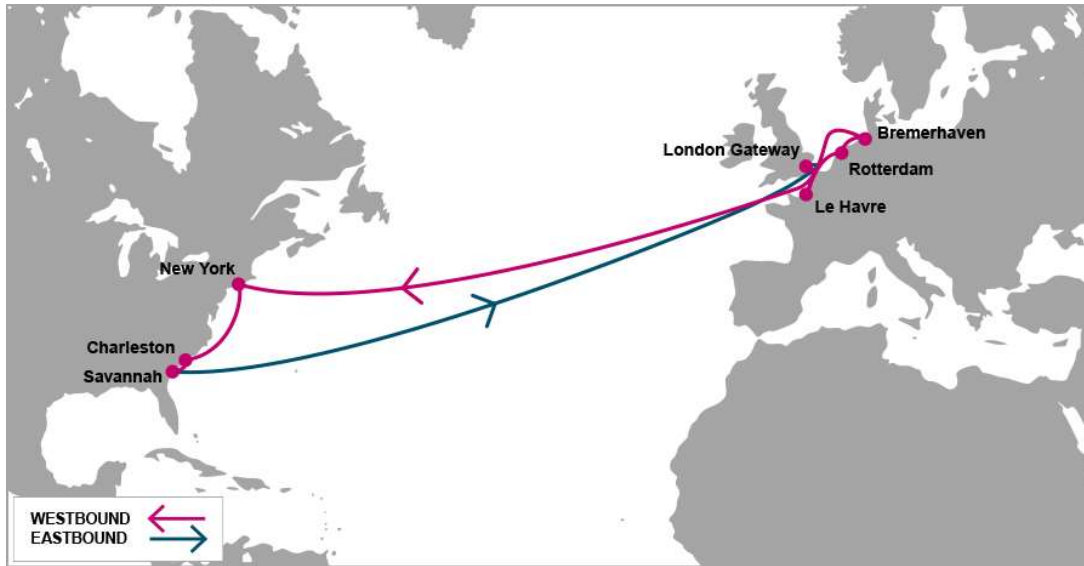 Bremerhaven
London Gateway
Rotterdam
Le Havre
New York
Charleston
Savannah
WESTBOUND
EASTBOUND